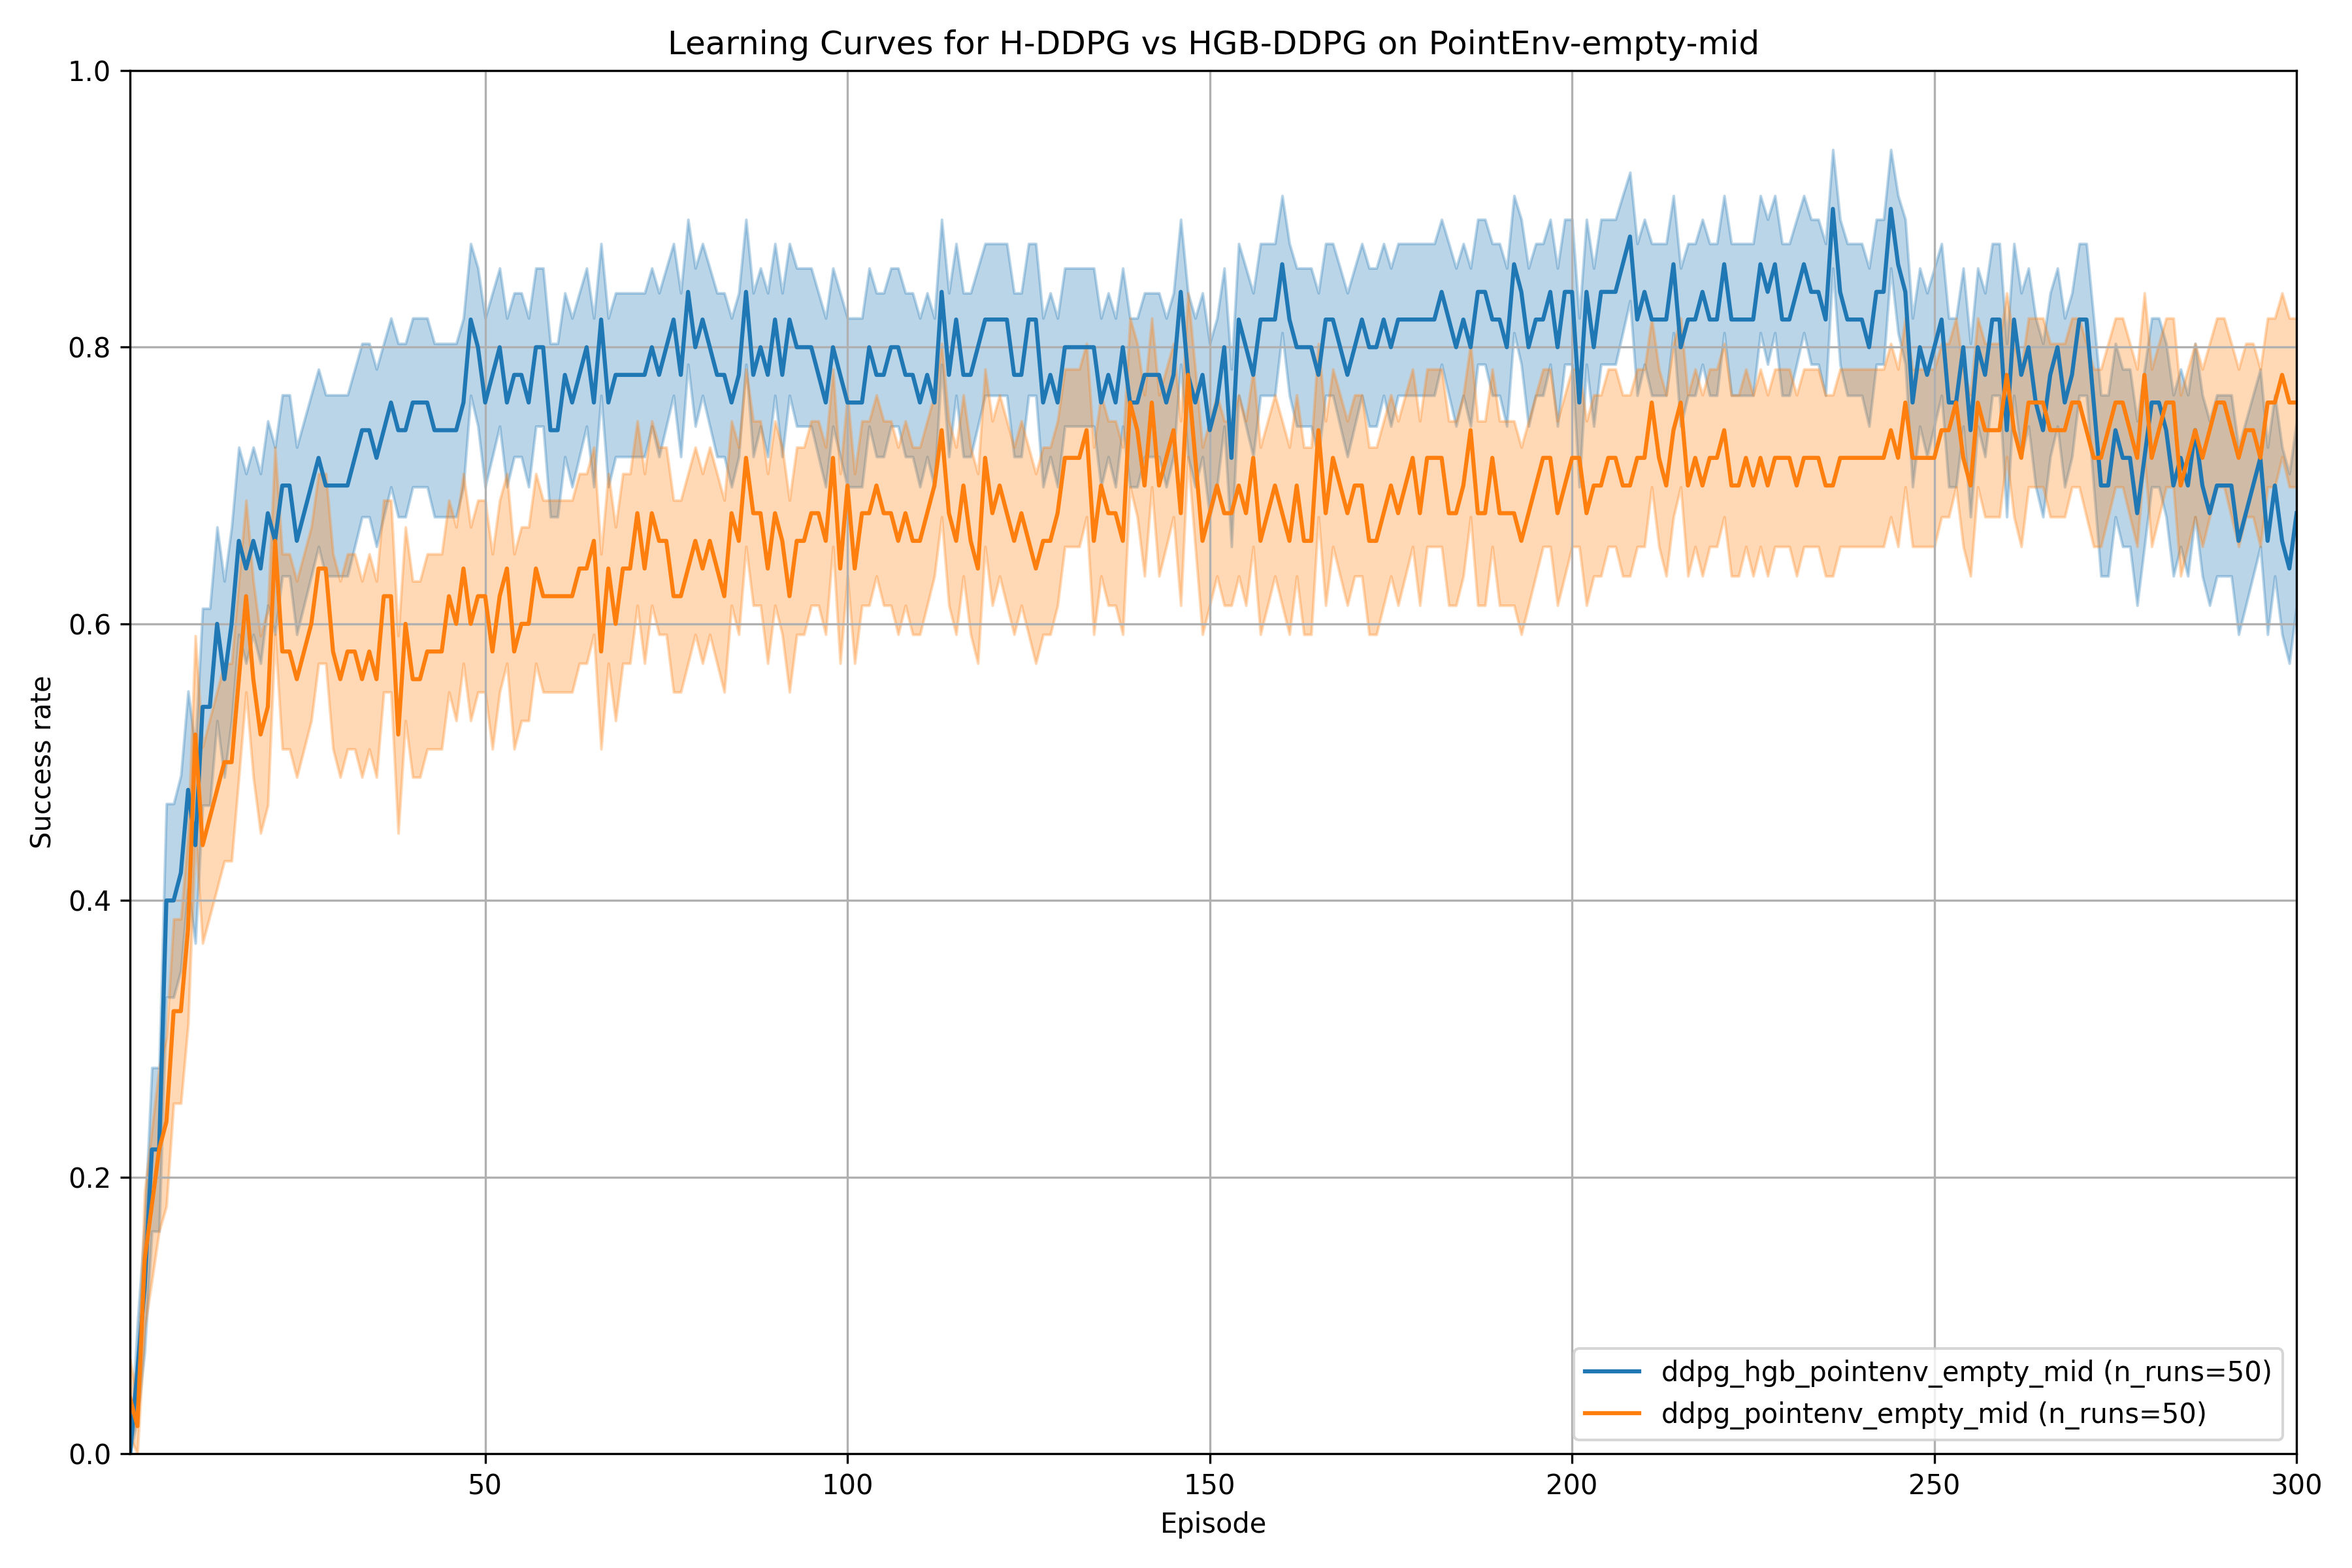 Learning Curves for H-DDPG vs HGB-DDPG on PointEnv-empty-mid
1.0
0.8
0.6
0.4
0.2
0.0
Success rate
50
100
150
200
250
300
Episode
ddpg_hgb_pointenv_empty_mid (n_runs=50)
ddpg_pointenv_empty_mid (n_runs=50)